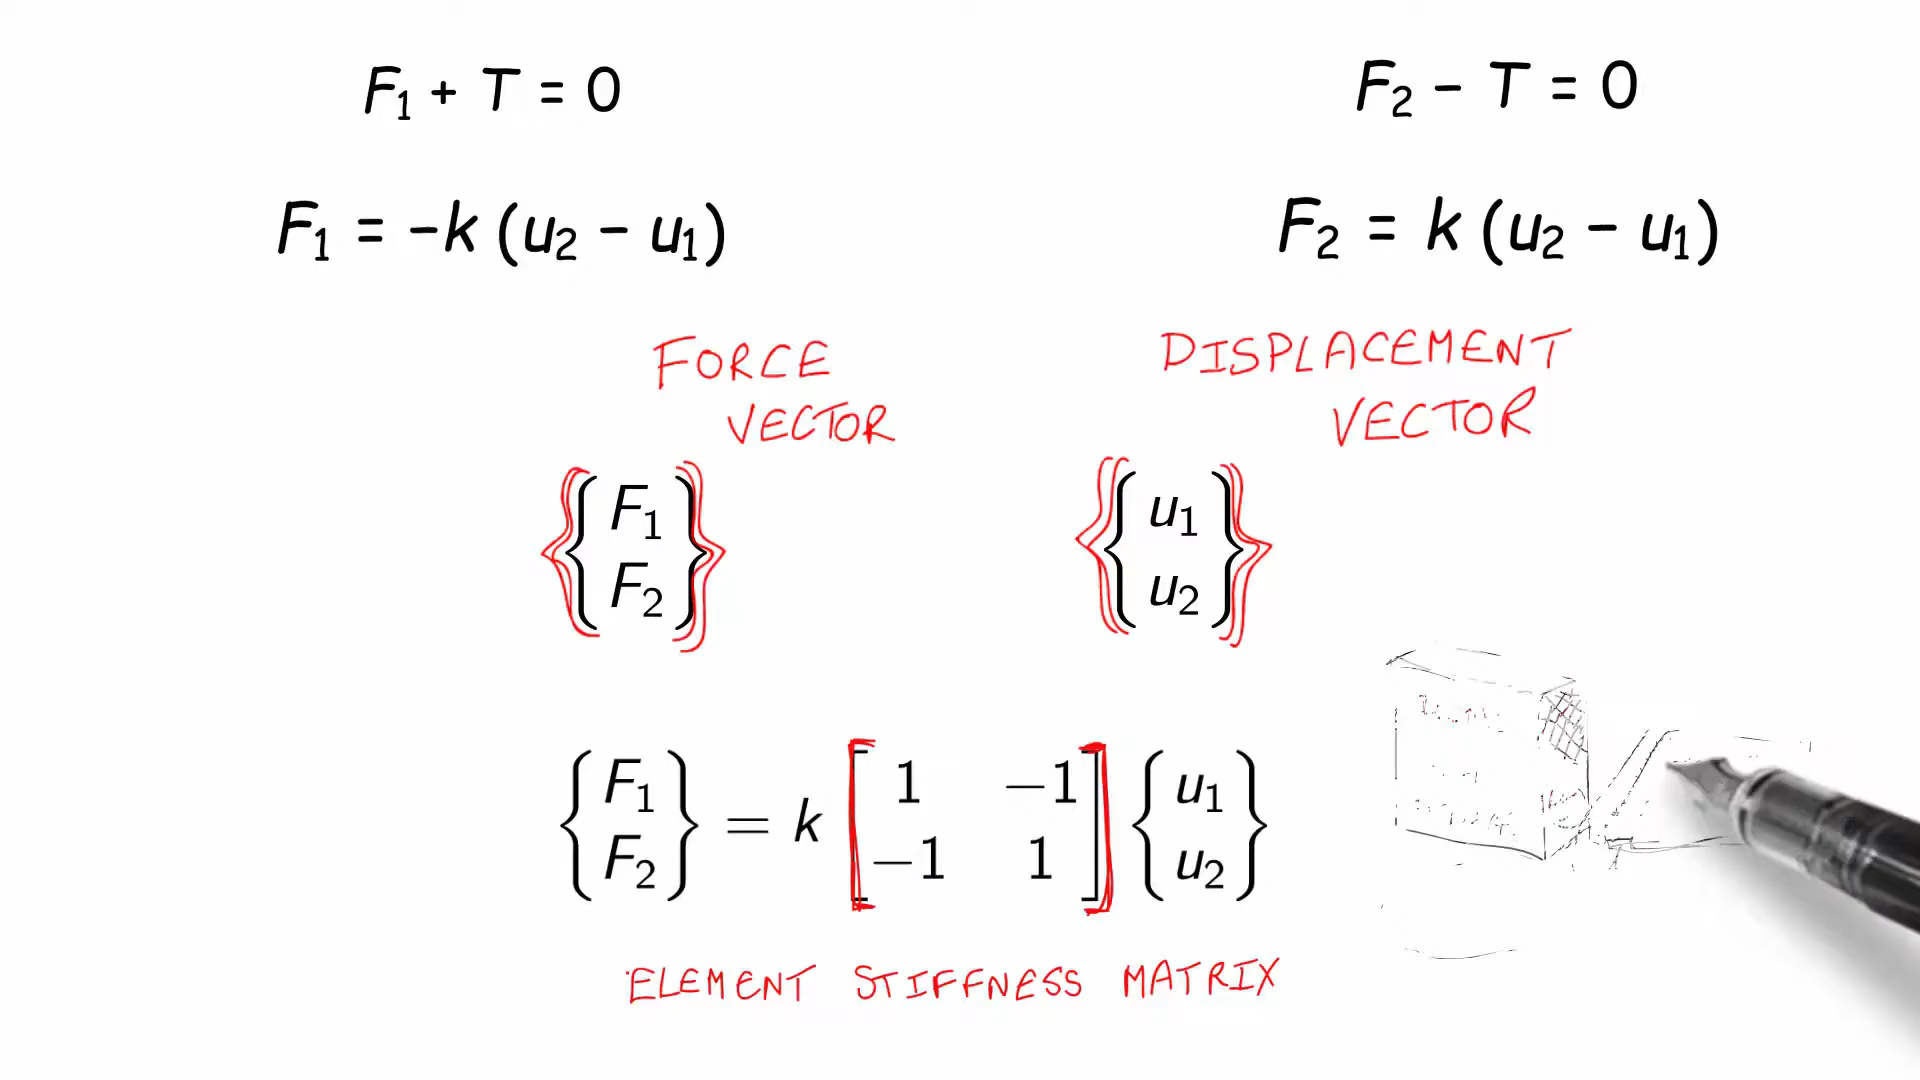 F₁ + T = 0
F₂ − T = 0
F₁ = −k (u₂ − u₁)
F₂ = k (u₂ − u₁)
FORCE
VECTOR
DISPLACEMENT
VECTOR
{F₁ F₂}
{u₁ u₂}
{F₁ F₂} = k [1 −1 −1 1] {u₁ u₂}
ELEMENT STIFFNESS MATRIX